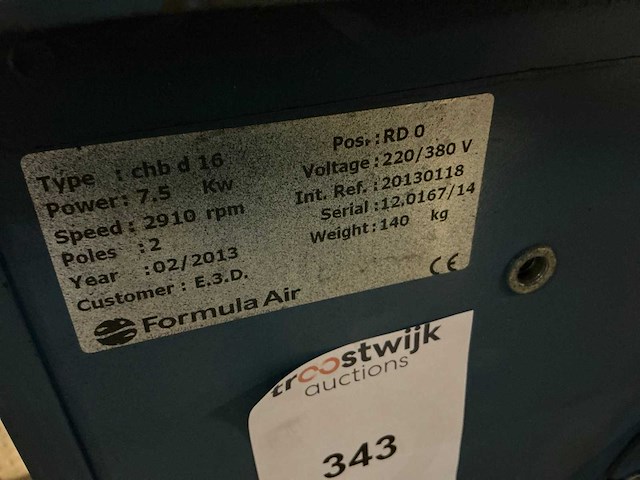 Type : chb d 16
Power: 7.5 Kw
Speed: 2910 rpm
Poles : 2
Year : 02/2013
Customer : E.3.D.
Pos. : RD 0
Voltage : 220/380 V
Int. Ref. : 20130118
Serial : 12.0167/14
Weight : 140 kg
CE
Formula Air
troostwijk
auctions
343